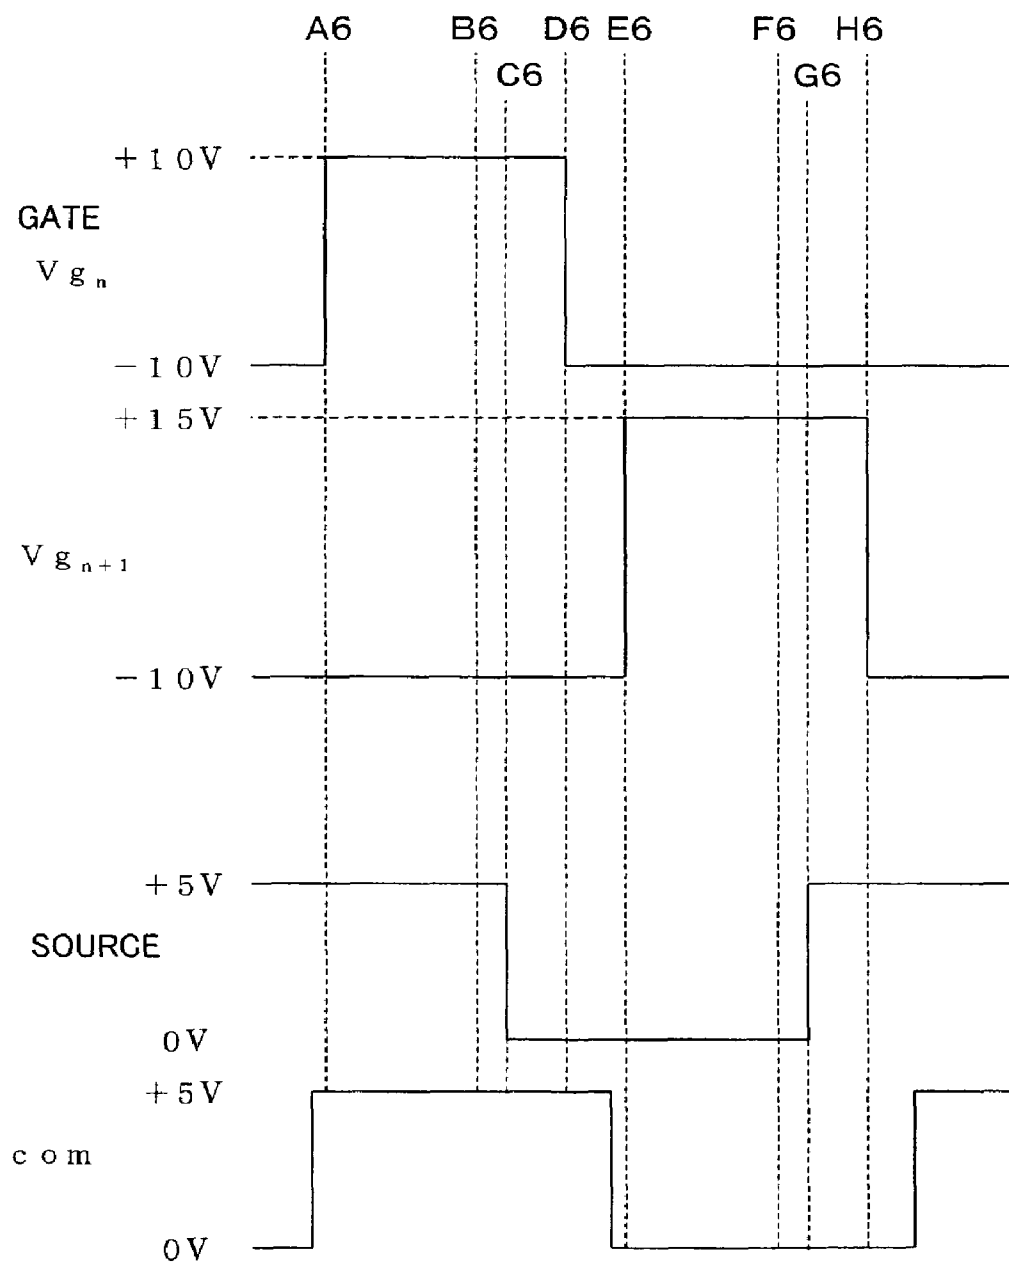 A6 B6 D6 E6 F6 H6
C6 G6
+10V
GATE
Vgn
-10V
+15V
Vgn+1
-10V
+5V
SOURCE
0V
+5V
com
0V